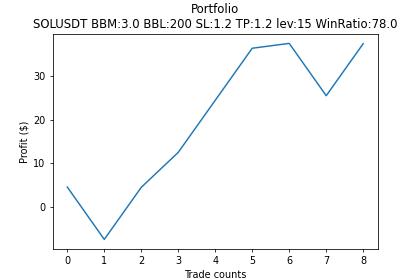 Portfolio
SOLUSDT BBM:3.0 BBL:200 SL:1.2 TP:1.2 lev:15 WinRatio:78.0
30
20
10
0
Profit ($)
0 1 2 3 4 5 6 7 8
Trade counts